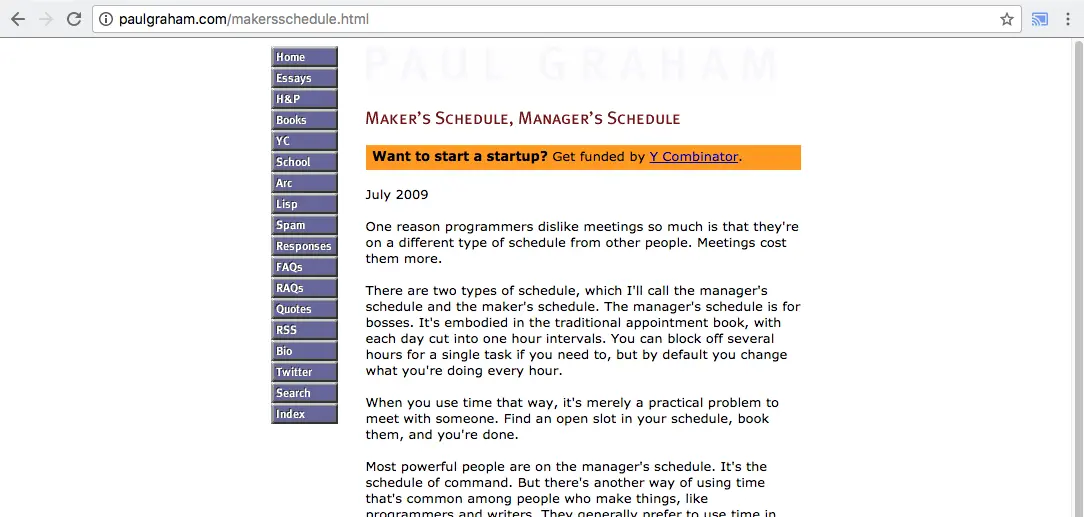 paulgraham.com/makersschedule.html
Home
Essays
H&P
Books
YC
School
Arc
Lisp
Spam
Responses
FAQs
RAQs
Quotes
RSS
Bio
Twitter
Search
Index
PAUL GRAHAM
MAKER'S SCHEDULE, MANAGER'S SCHEDULE
Want to start a startup? Get funded by Y Combinator.
July 2009
One reason programmers dislike meetings so much is that they're
on a different type of schedule from other people. Meetings cost
them more.
There are two types of schedule, which I'll call the manager's
schedule and the maker's schedule. The manager's schedule is for
bosses. It's embodied in the traditional appointment book, with
each day cut into one hour intervals. You can block off several
hours for a single task if you need to, but by default you change
what you're doing every hour.
When you use time that way, it's merely a practical problem to
meet with someone. Find an open slot in your schedule, book
them, and you're done.
Most powerful people are on the manager's schedule. It's the
schedule of command. But there's another way of using time
that's common among people who make things, like
programmers and writers. They generally prefer to use time in